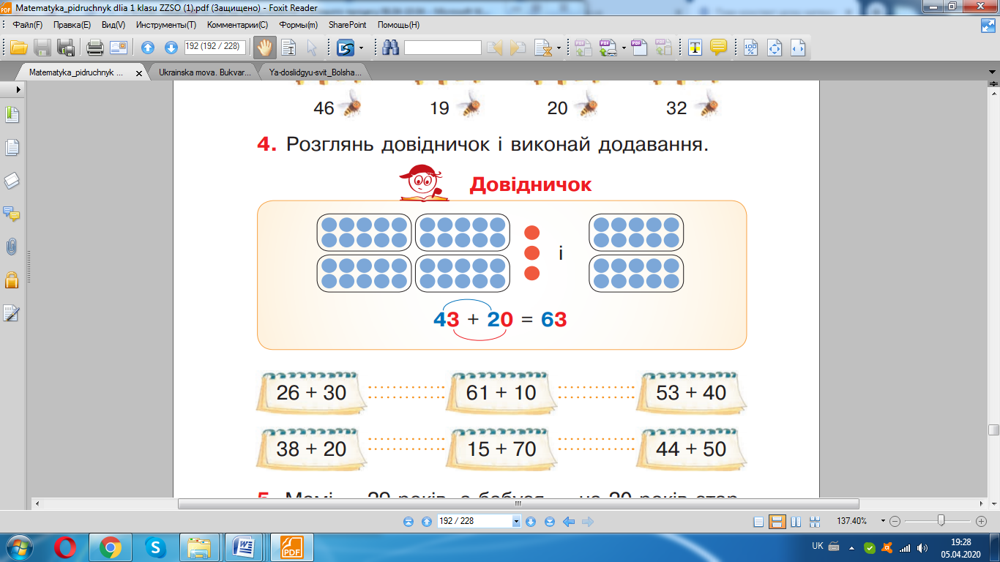 Matematyka_pidruchnyk dlia 1 klasu ZZSO (1).pdf (Защищено) - Foxit Reader
Файл(F) Правка(E) Вид(V) Инструменты(T) Комментарии(C) Формы(m) SharePoint Помощь(H)
192 (192 / 228)
Matematyka_pidruchnyk ... Ukrainska mova. Bukvar... Ya-doslidgyu-svit_Bolsha...
46 19 20 32
4. Розглянь довідничок і виконай додавання.
Довідничок
і
43 + 20 = 63
26 + 30 61 + 10 53 + 40
38 + 20 15 + 70 44 + 50
192 / 228 137.40%
UK 19:28
05.04.2020